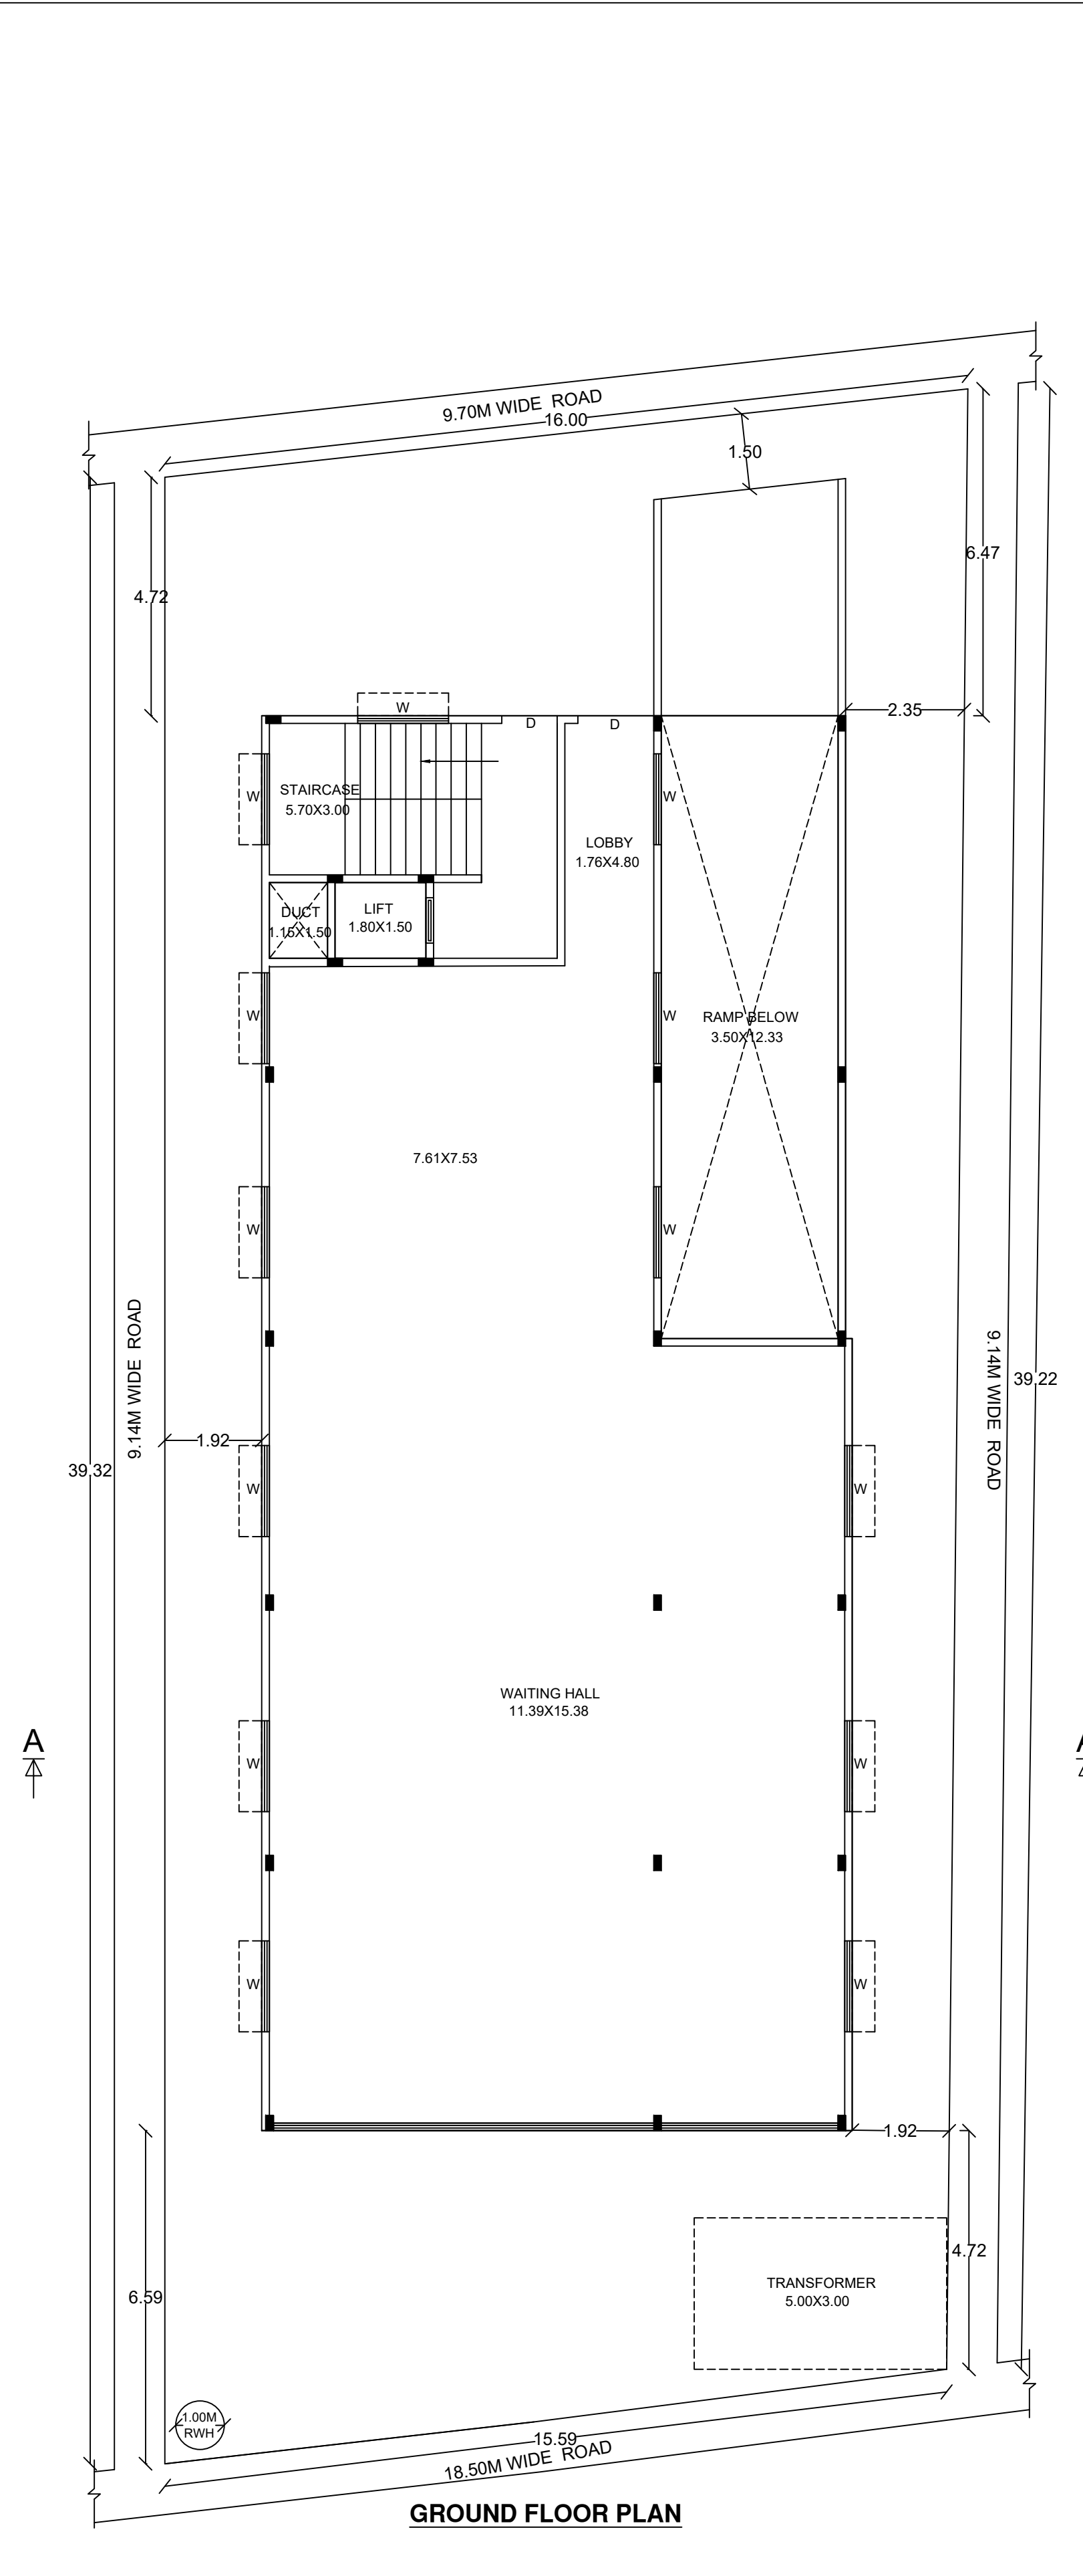 9.70M WIDE ROAD
16.00
1.50
6.47
4.72
W
2.35
D
D
STAIRCASE
5.70X3.00
W
W
LOBBY
1.76X4.80
DUCT
1.15X1.50
LIFT
1.80X1.50
W
W
RAMP BELOW
3.50X12.33
7.61X7.53
W
W
9.14M WIDE ROAD
9.14M WIDE ROAD
39.22
1.92
39.32
W
W
WAITING HALL
11.39X15.38
A
A
W
W
W
W
1.92
4.72
TRANSFORMER
5.00X3.00
6.59
1.00M
RWH
15.59
18.50M WIDE ROAD
GROUND FLOOR PLAN